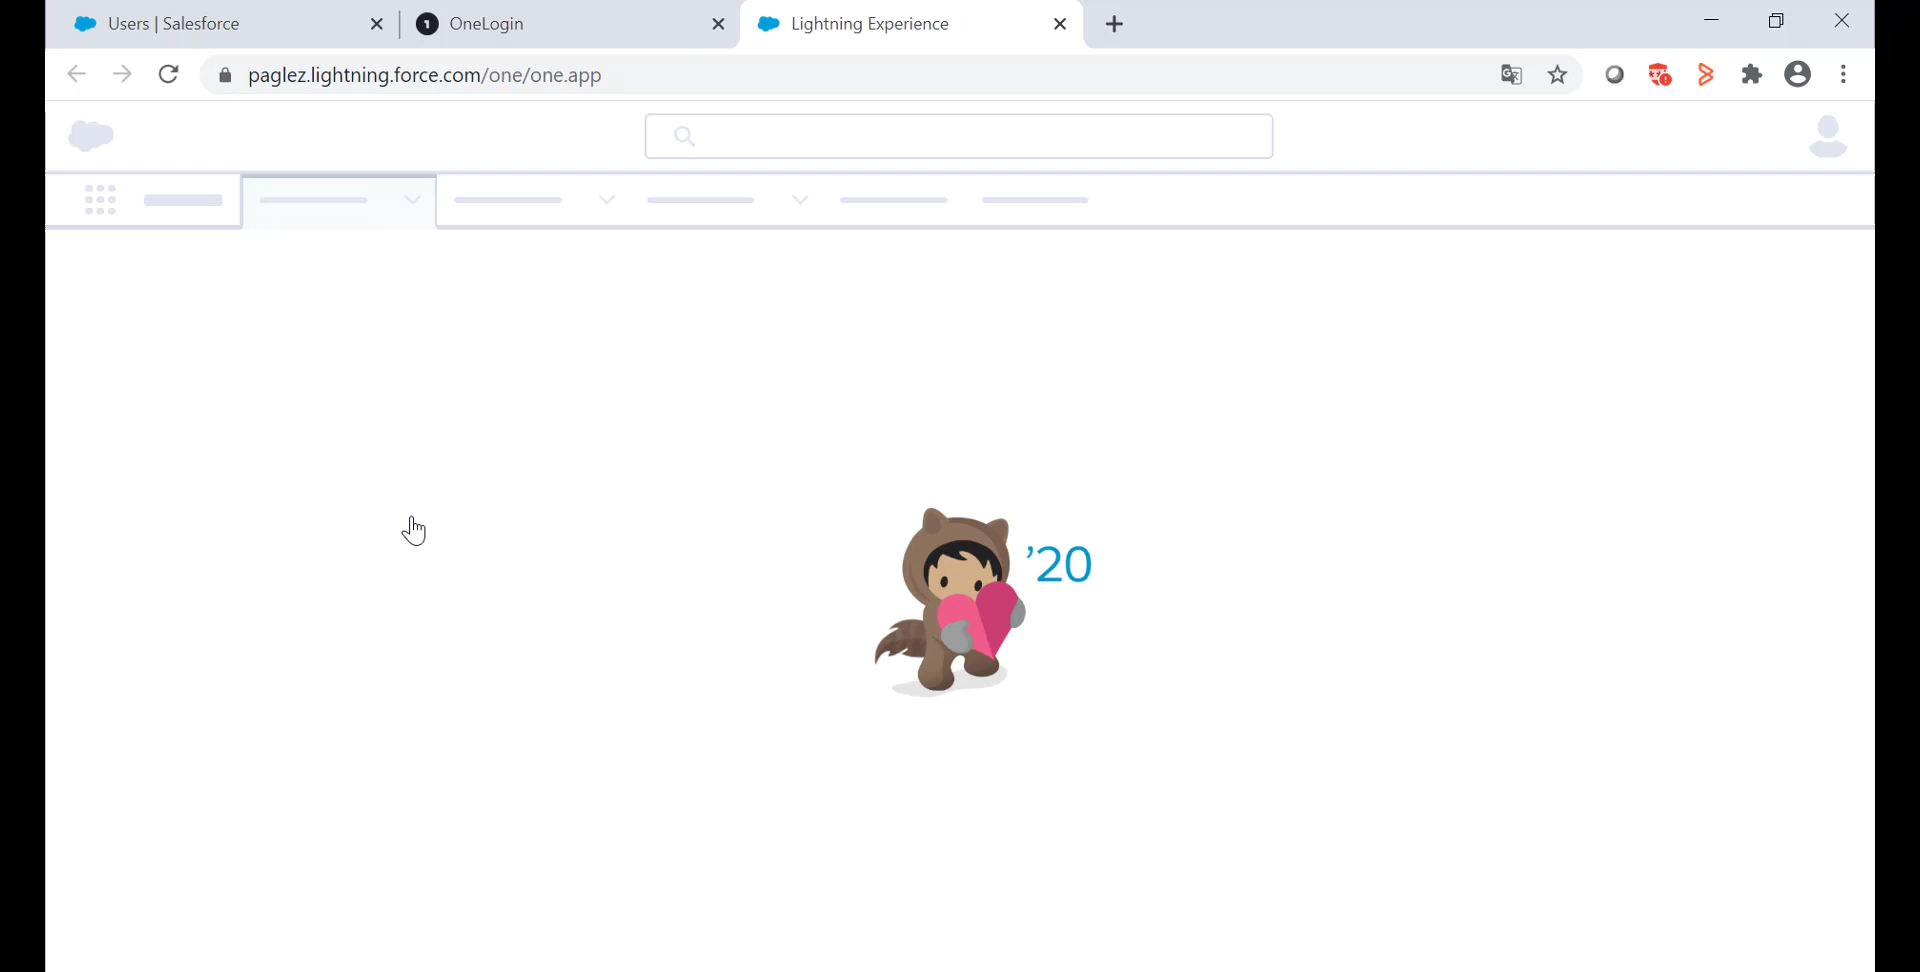 Users | Salesforce
OneLogin
Lightning Experience
paglez.lightning.force.com/one/one.app
’20